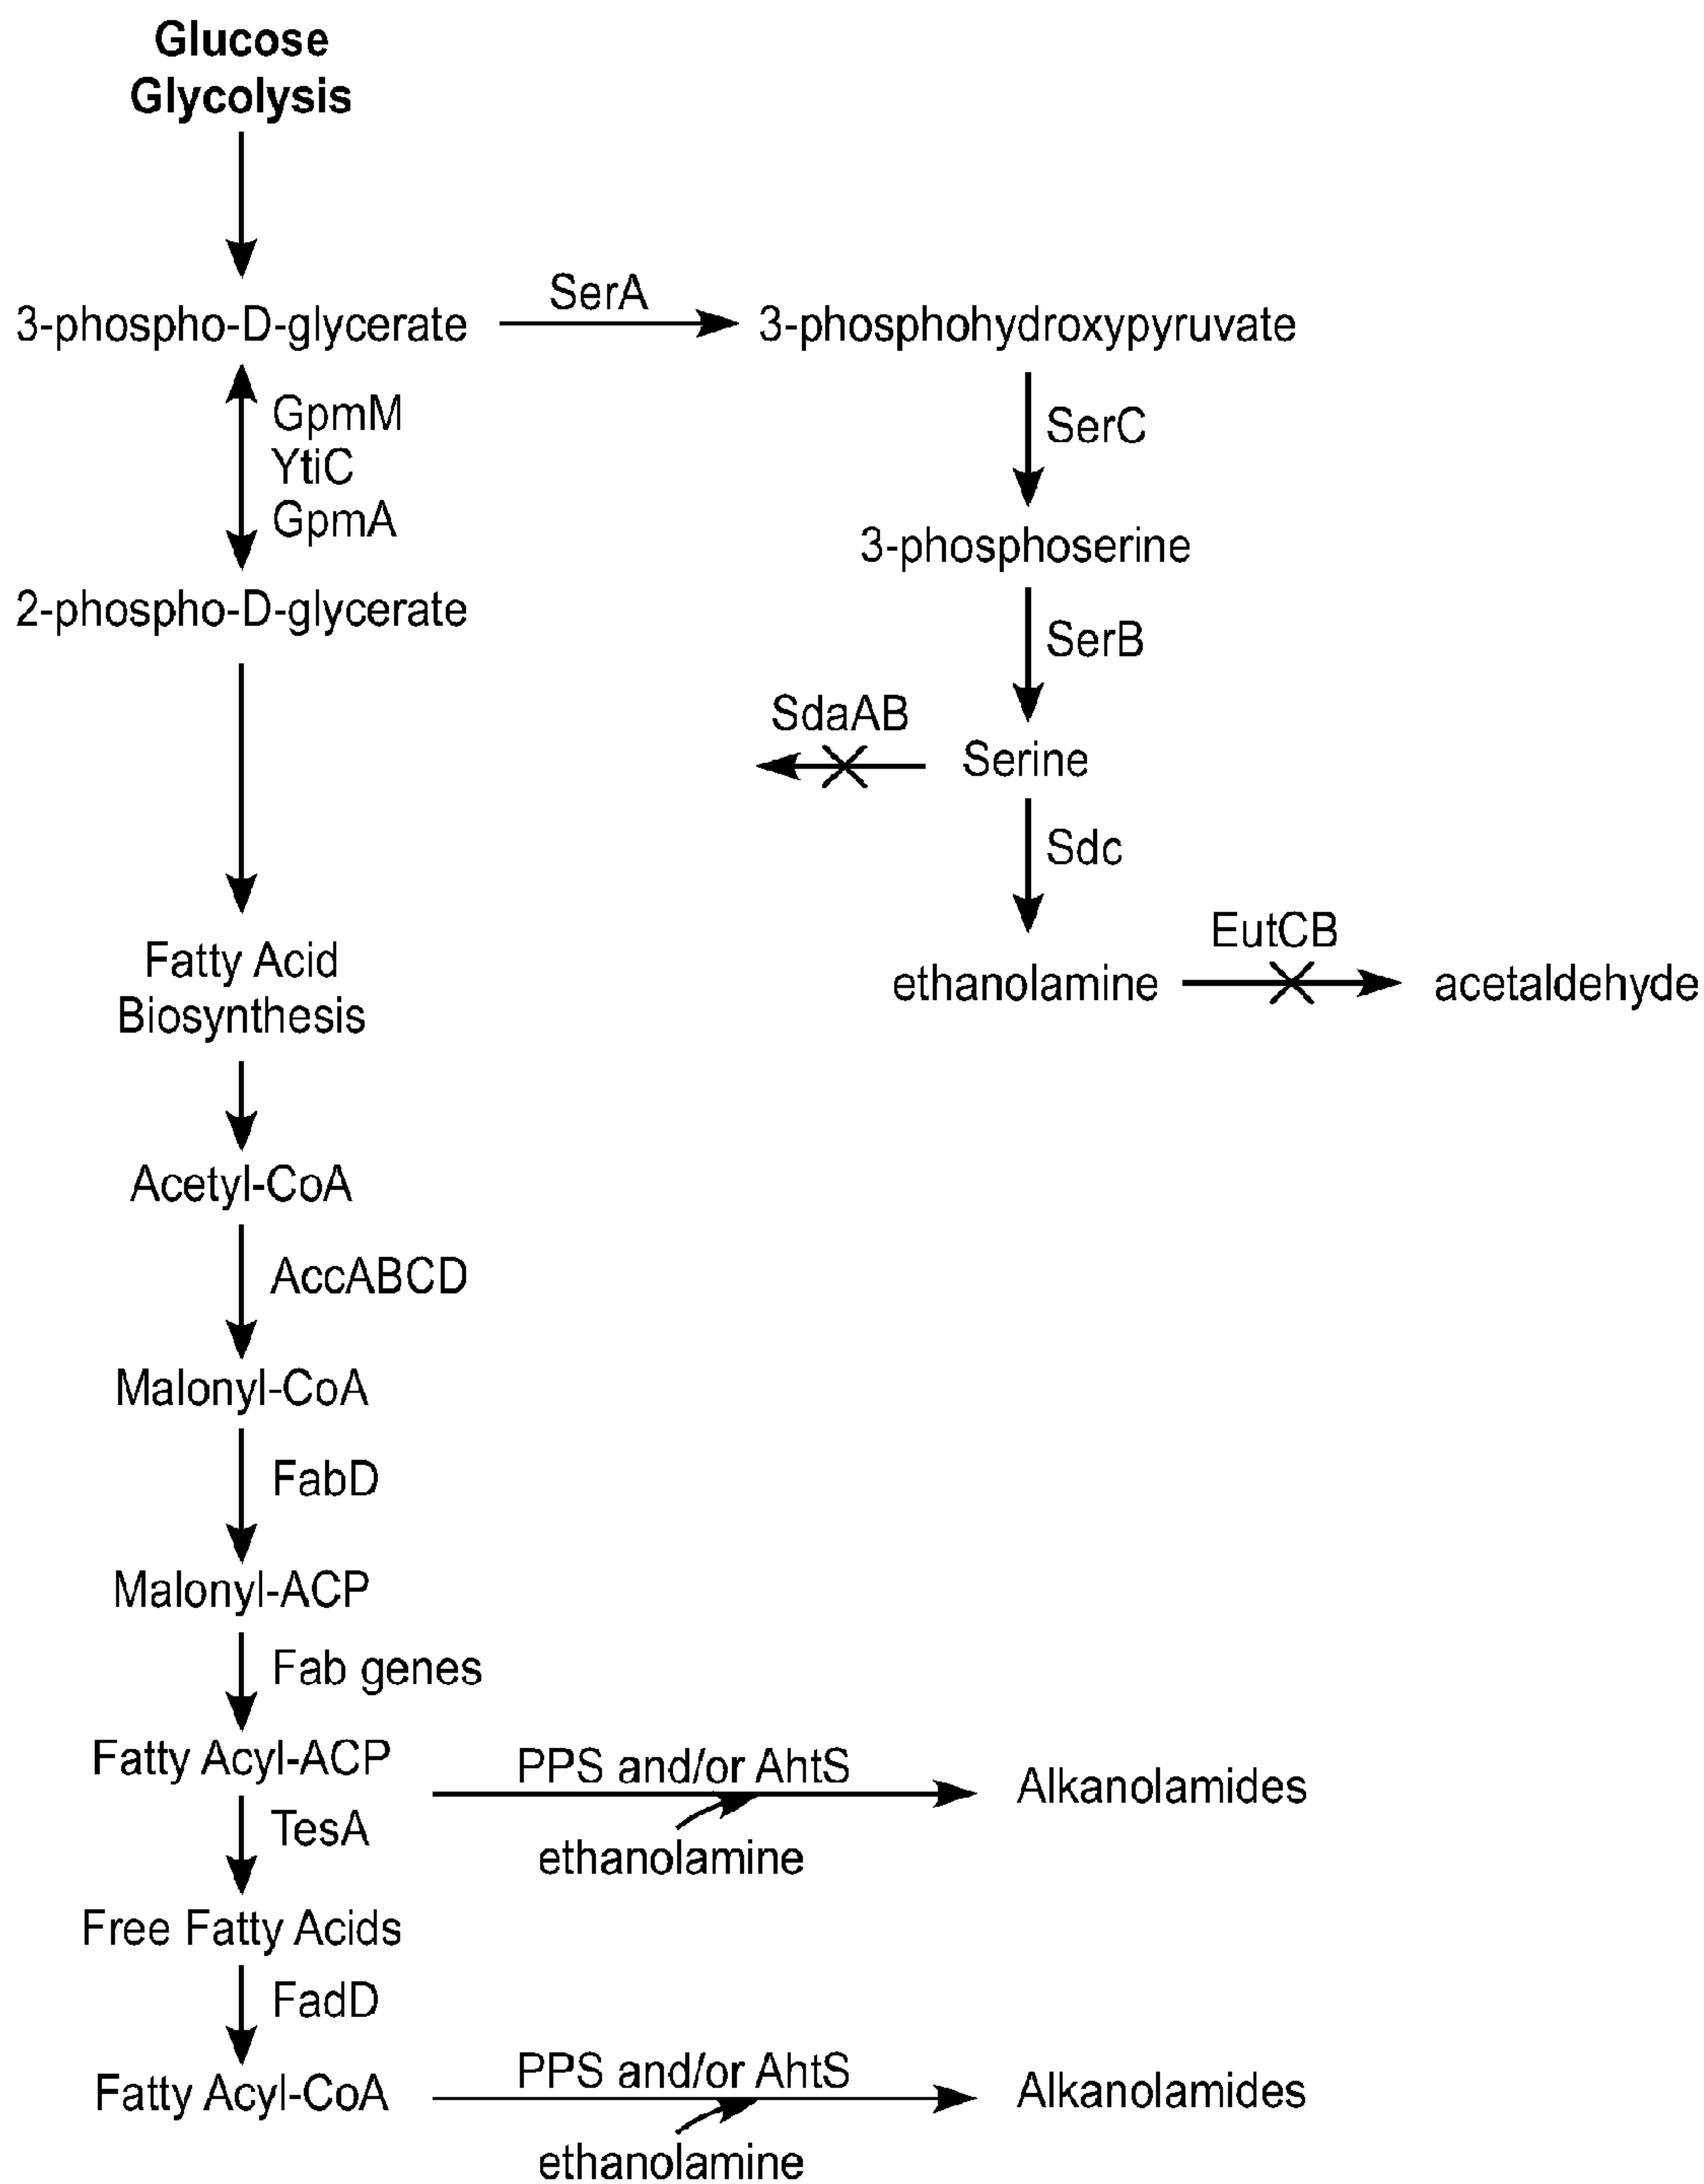 Glucose
Glycolysis
3-phospho-D-glycerate
SerA
3-phosphohydroxypyruvate
GpmM
YtiC
GpmA
SerC
3-phosphoserine
2-phospho-D-glycerate
SerB
SdaAB
Serine
Sdc
EutCB
ethanolamine
acetaldehyde
Fatty Acid
Biosynthesis
Acetyl-CoA
AccABCD
Malonyl-CoA
FabD
Malonyl-ACP
Fab genes
Fatty Acyl-ACP
PPS and/or AhtS
Alkanolamides
TesA
ethanolamine
Free Fatty Acids
FadD
Fatty Acyl-CoA
PPS and/or AhtS
Alkanolamides
ethanolamine